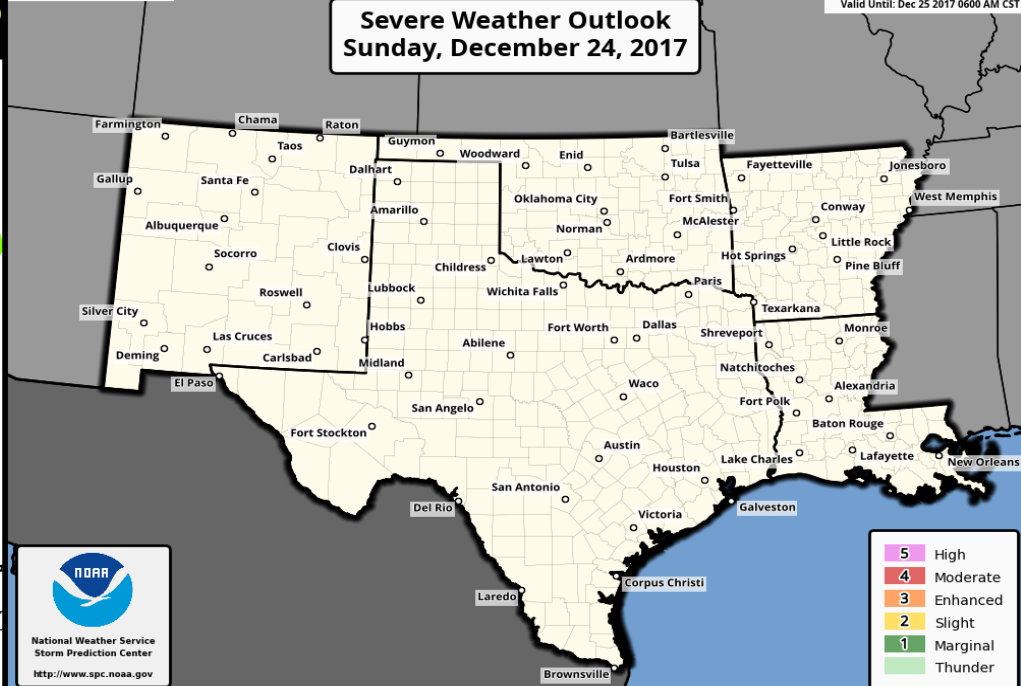 Severe Weather Outlook
Sunday, December 24, 2017
Valid Until: Dec 25 2017 0600 AM CST
Farmington
Chama
Raton
Taos
Gallup
Santa Fe
Albuquerque
Socorro
Clovis
Roswell
Silver City
Las Cruces
Deming
Carlsbad
Hobbs
El Paso
Guymon
Woodward
Enid
Bartlesville
Tulsa
Dalhart
Amarillo
Oklahoma City
Norman
Fort Smith
McAlester
Childress
Lawton
Ardmore
Lubbock
Wichita Falls
Paris
Fayetteville
Jonesboro
West Memphis
Conway
Little Rock
Hot Springs
Pine Bluff
Texarkana
Fort Worth
Dallas
Shreveport
Monroe
Abilene
Midland
Natchitoches
Waco
Alexandria
San Angelo
Fort Polk
Baton Rouge
Fort Stockton
Austin
Lake Charles
Lafayette
New Orleans
Houston
San Antonio
Del Rio
Galveston
Victoria
Corpus Christi
Laredo
Brownsville
NOAA
National Weather Service
Storm Prediction Center
http://www.spc.noaa.gov
5 High
4 Moderate
3 Enhanced
2 Slight
1 Marginal
Thunder